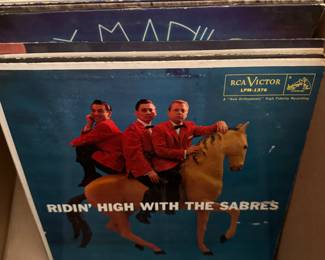 RCA VICTOR
LPM-1376
A "New Orthophonic" High Fidelity Recording
RIDIN' HIGH WITH THE SABRES